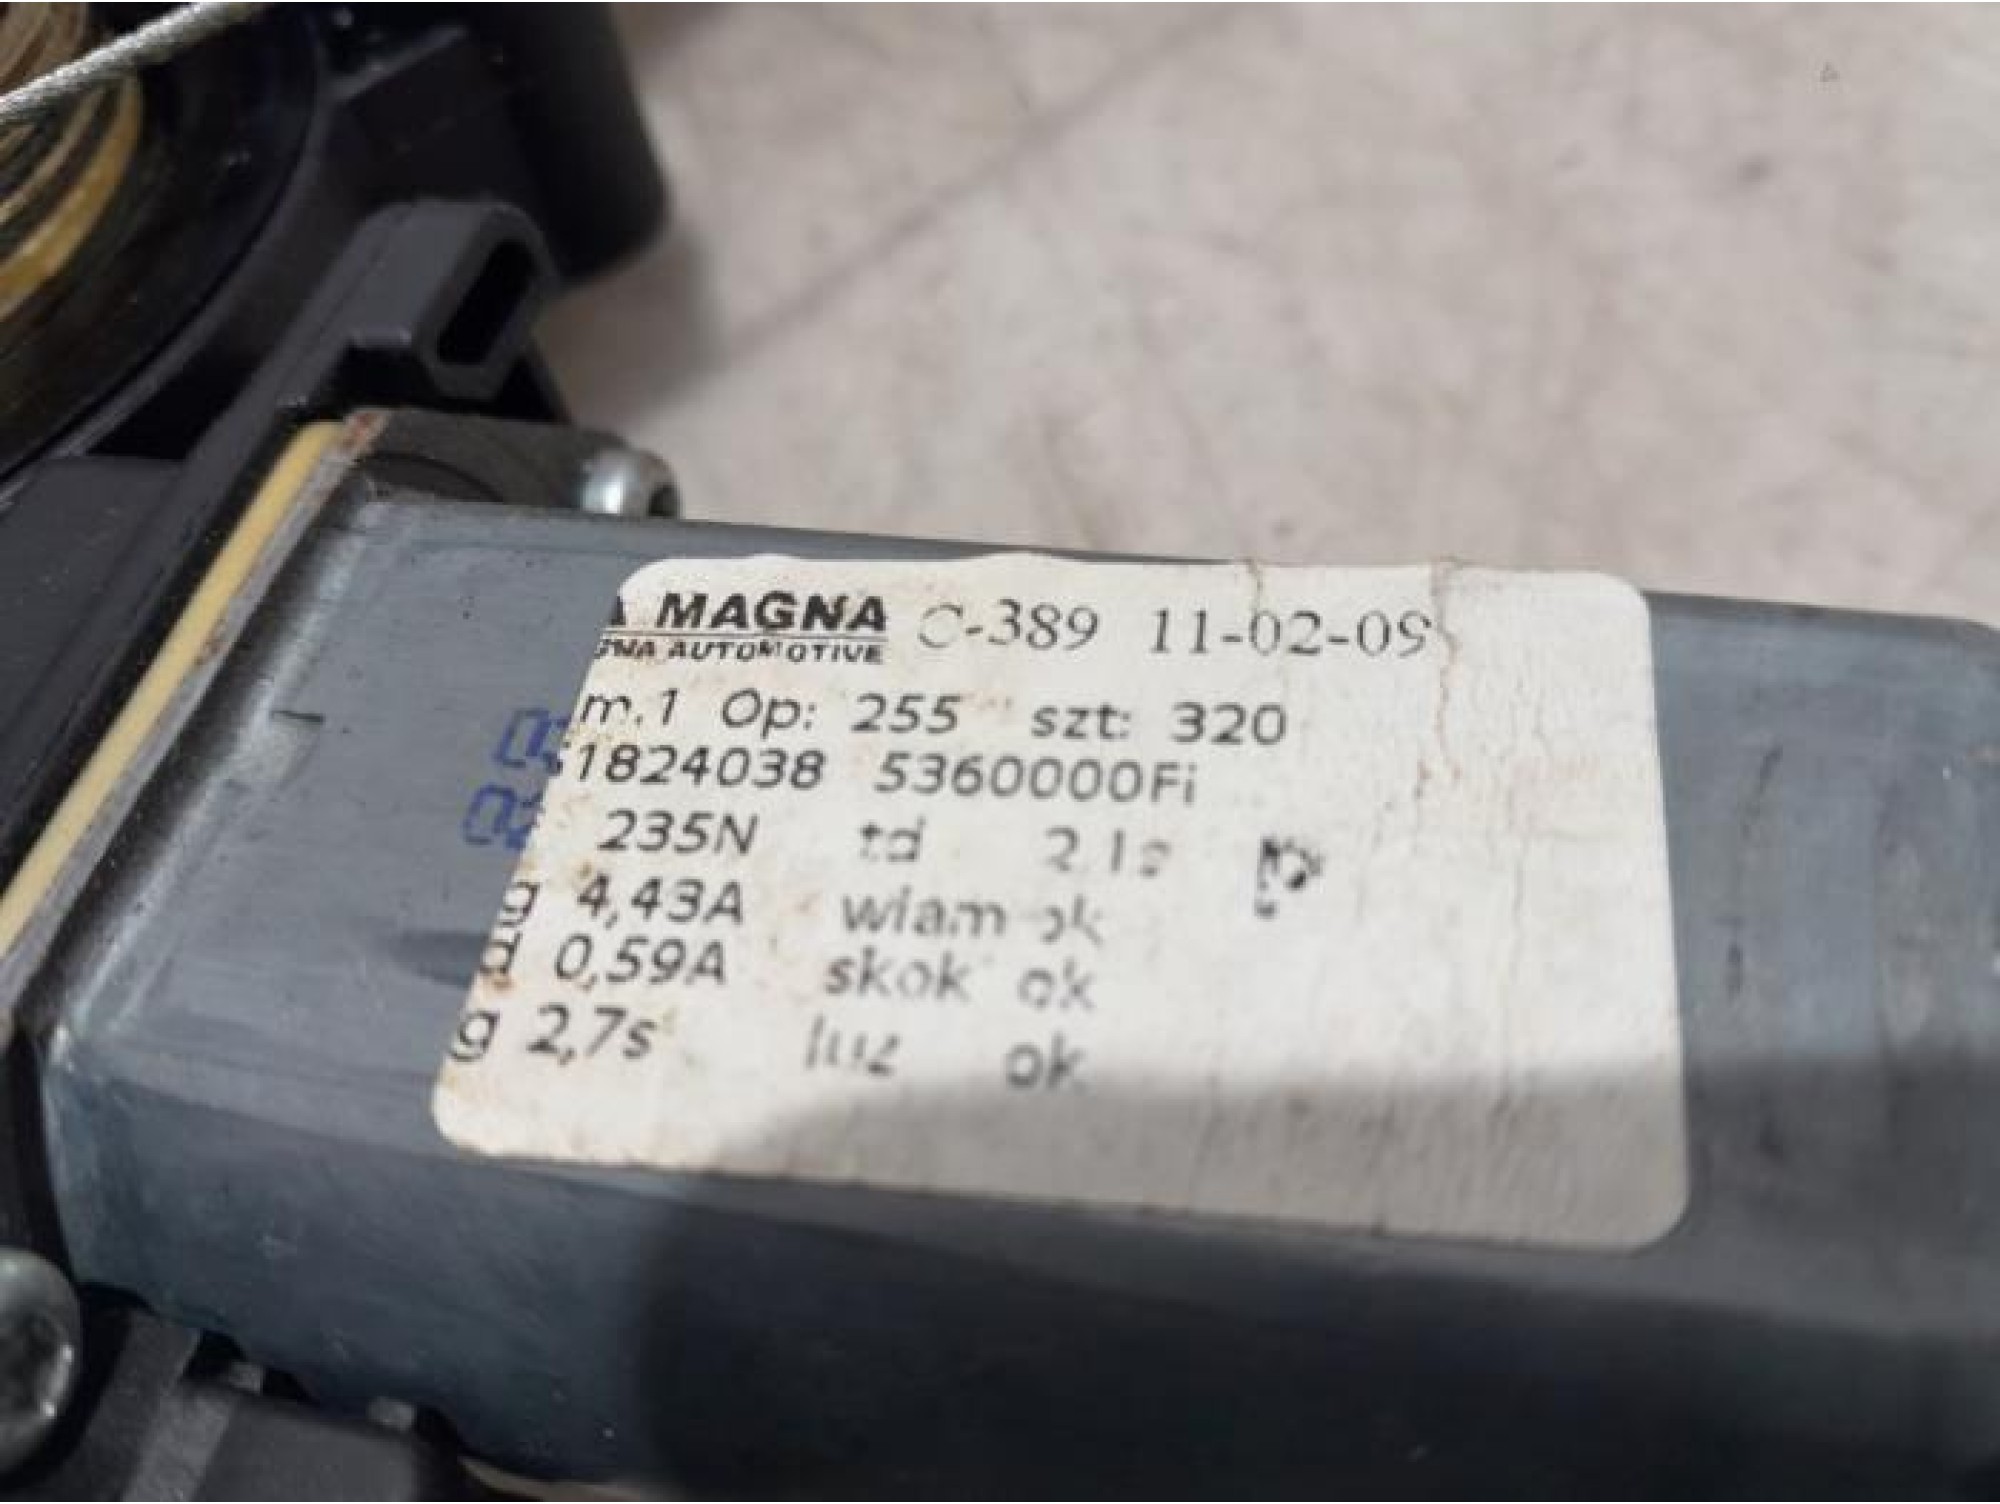 MAGNA C-389 11-02-09
AUTOMOTIVE
m.1 Op: 255 szt: 320
1824038 5360000Fi
235N td
g 4,43A wlam ok
d 0,59A skok ok
g 2,7s luz ok